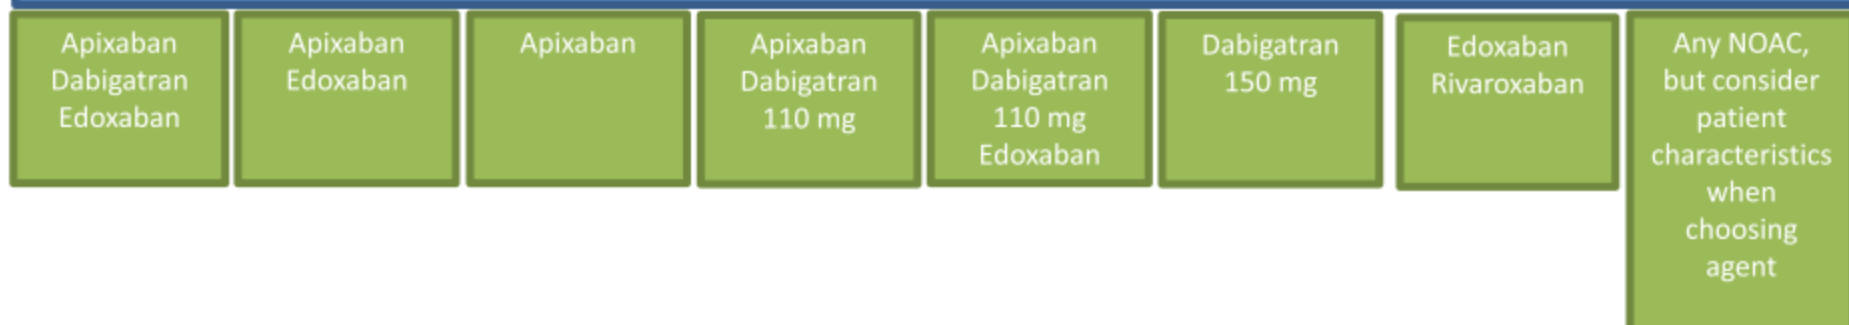 Apixaban
Dabigatran
Edoxaban
Apixaban
Edoxaban
Apixaban
Apixaban
Dabigatran
110 mg
Apixaban
Dabigatran
110 mg
Edoxaban
Dabigatran
150 mg
Edoxaban
Rivaroxaban
Any NOAC,
but consider
patient
characteristics
when
choosing
agent